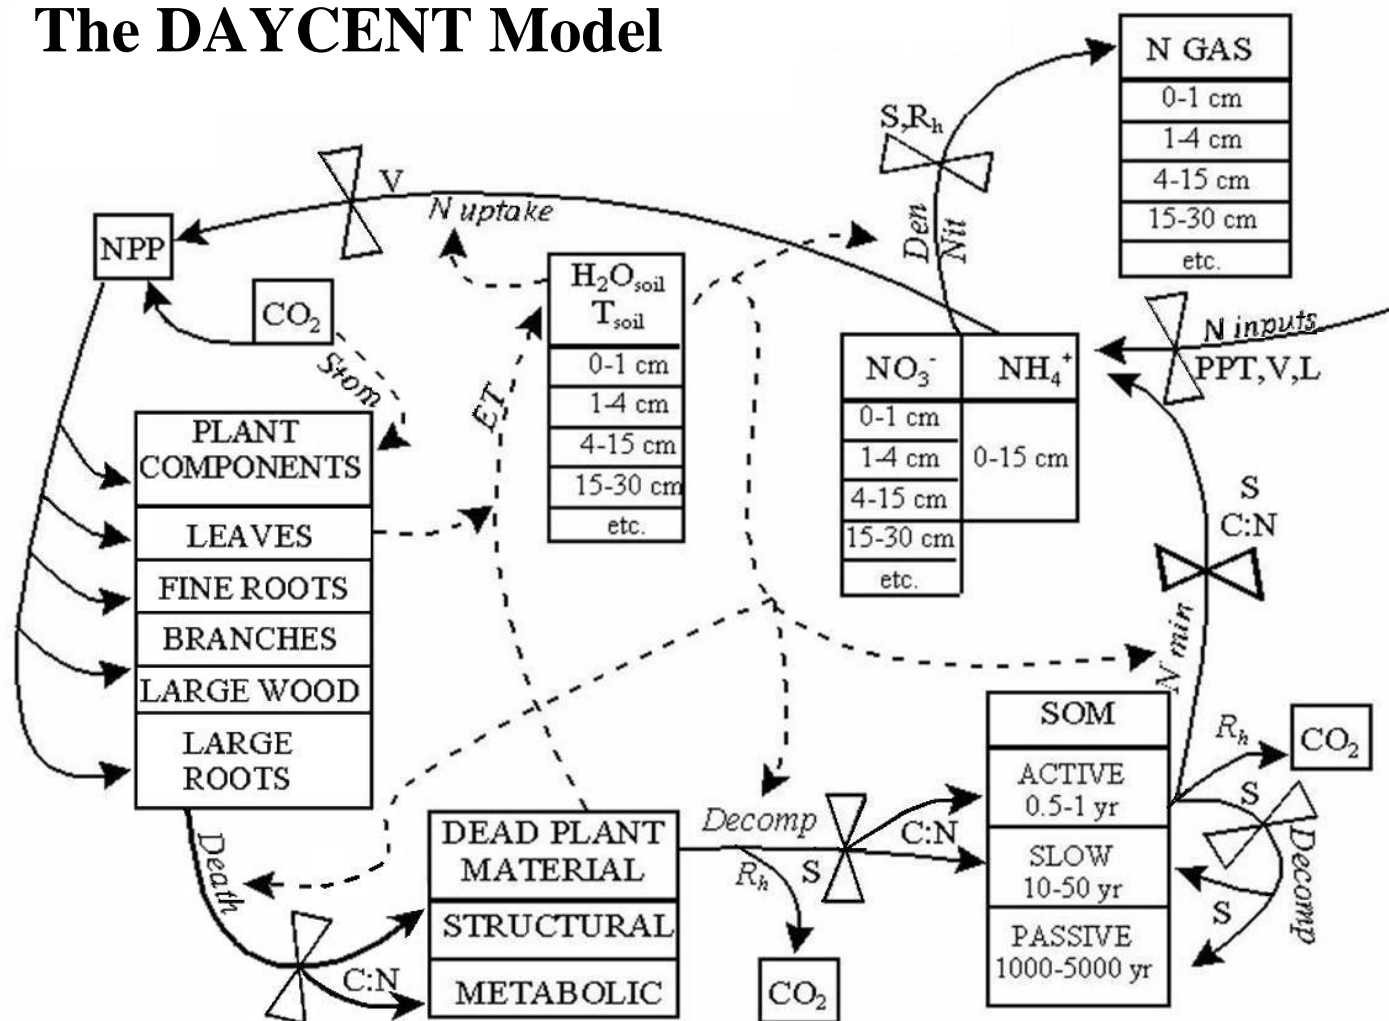 The DAYCENT Model
N GAS
0-1 cm
1-4 cm
4-15 cm
15-30 cm
etc.
S,Rₕ
Den
Nit
V
N uptake
NPP
CO₂
Stom
H₂Osoil
Tsoil
0-1 cm
1-4 cm
4-15 cm
15-30 cm
etc.
ET
NO₃⁻
0-1 cm
1-4 cm
4-15 cm
15-30 cm
etc.
NH₄⁺
0-15 cm
N inputs
PPT,V,L
PLANT
COMPONENTS
LEAVES
FINE ROOTS
BRANCHES
LARGE WOOD
LARGE
ROOTS
S
C:N
N min
Death
C:N
DEAD PLANT
MATERIAL
STRUCTURAL
METABOLIC
Decomp
Rₕ
S
C:N
CO₂
SOM
ACTIVE
0.5-1 yr
SLOW
10-50 yr
PASSIVE
1000-5000 yr
Rₕ
CO₂
S
Decomp
S